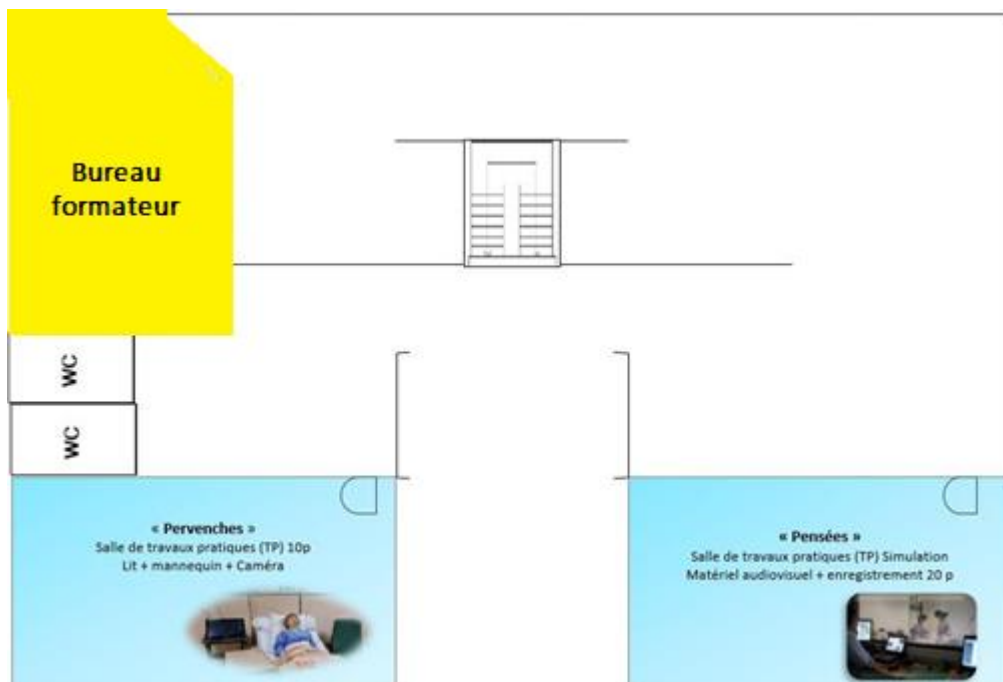 Bureau
formateur
WC
WC
« Pervenches »
Salle de travaux pratiques (TP) 10p
Lit + mannequin + Caméra
« Pensées »
Salle de travaux pratiques (TP) Simulation
Matériel audiovisuel + enregistrement 20 p